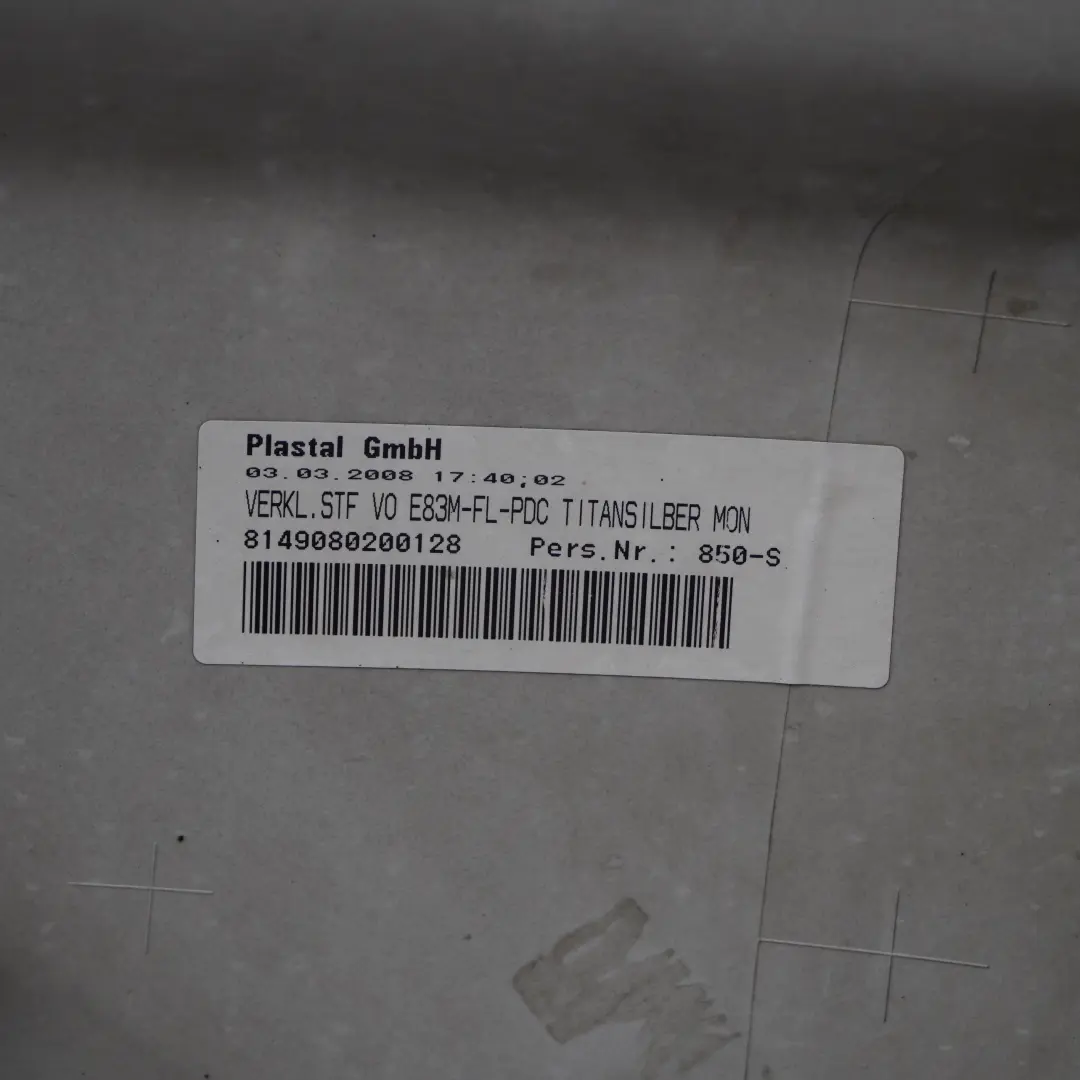 Plastal GmbH
03.03.2008 17:40:02
VERKL.STF VO E83M-FL-PDC TITANSILBER MON
8149080200128 Pers.Nr.: 850-S